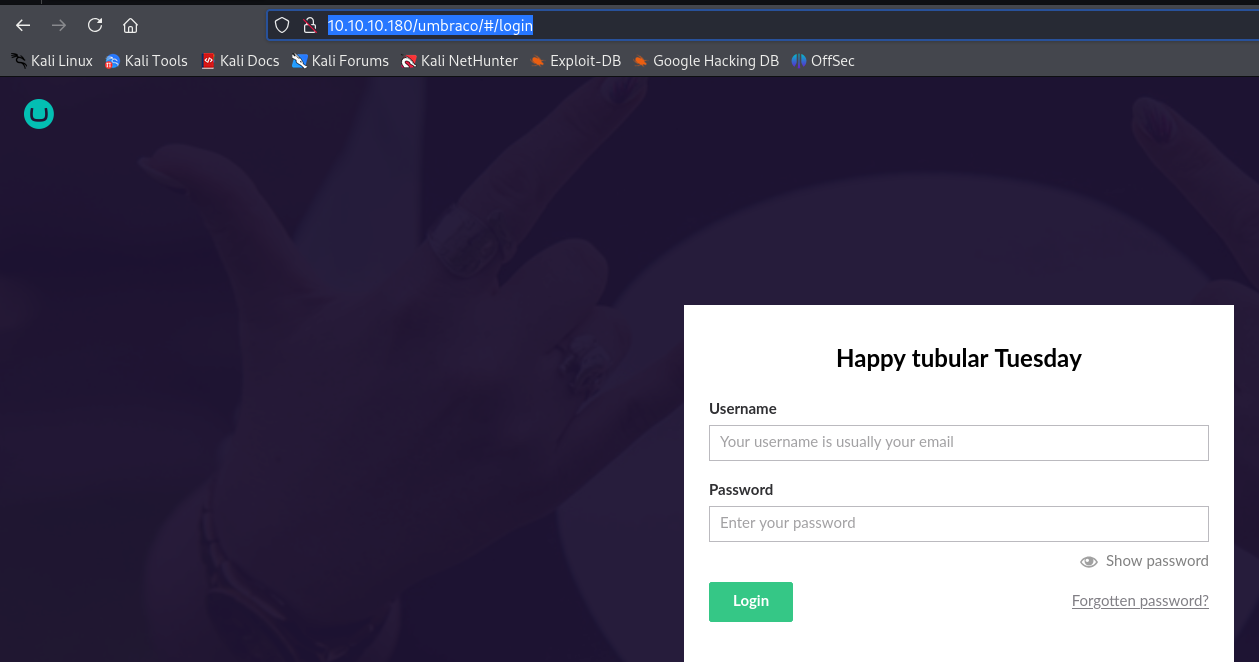 10.10.10.180/umbraco/#/login
Kali Linux Kali Tools Kali Docs Kali Forums Kali NetHunter Exploit-DB Google Hacking DB OffSec
Happy tubular Tuesday
Username
Your username is usually your email
Password
Enter your password
Show password
Login Forgotten password?